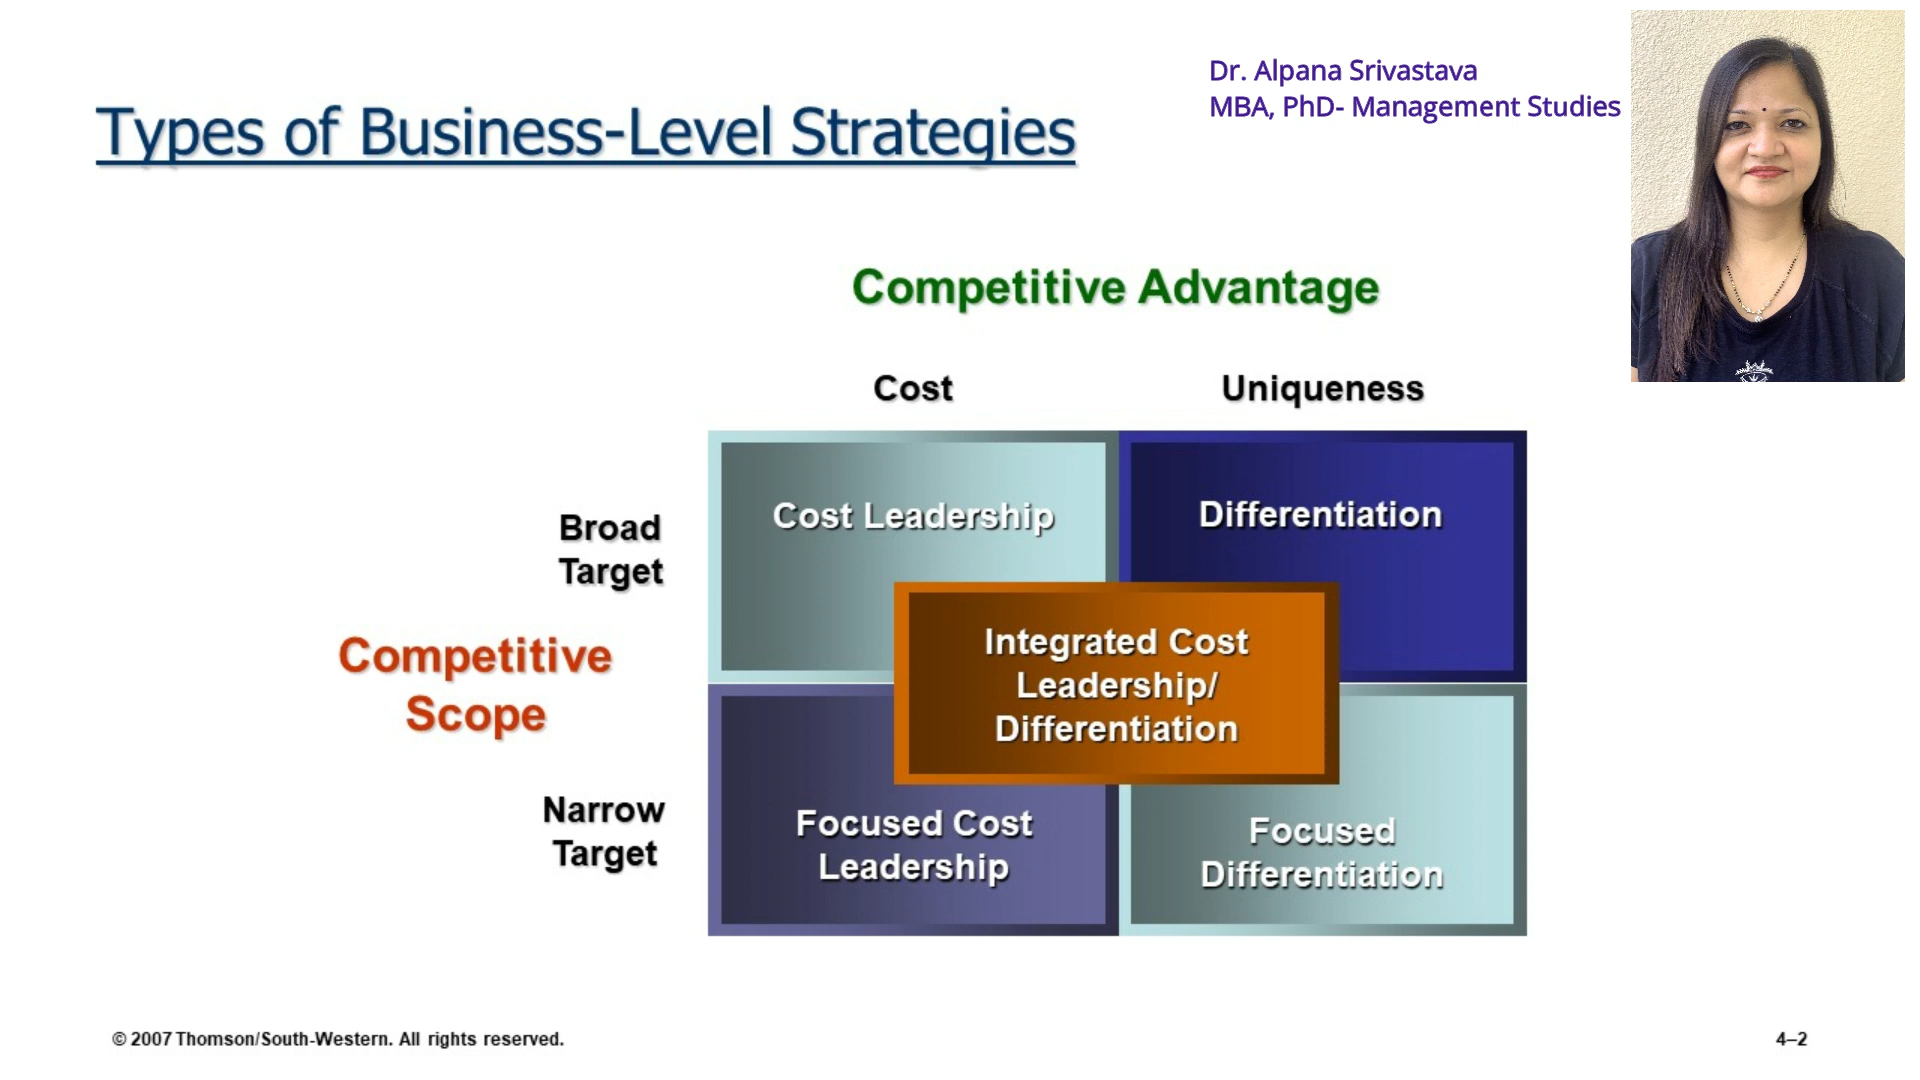 Dr. Alpana Srivastava
MBA, PhD- Management Studies
Types of Business-Level Strategies
Competitive Advantage
Cost
Uniqueness
Broad
Target
Cost Leadership
Differentiation
Competitive
Scope
Integrated Cost
Leadership/
Differentiation
Narrow
Target
Focused Cost
Leadership
Focused
Differentiation
© 2007 Thomson/South-Western. All rights reserved.
4–2